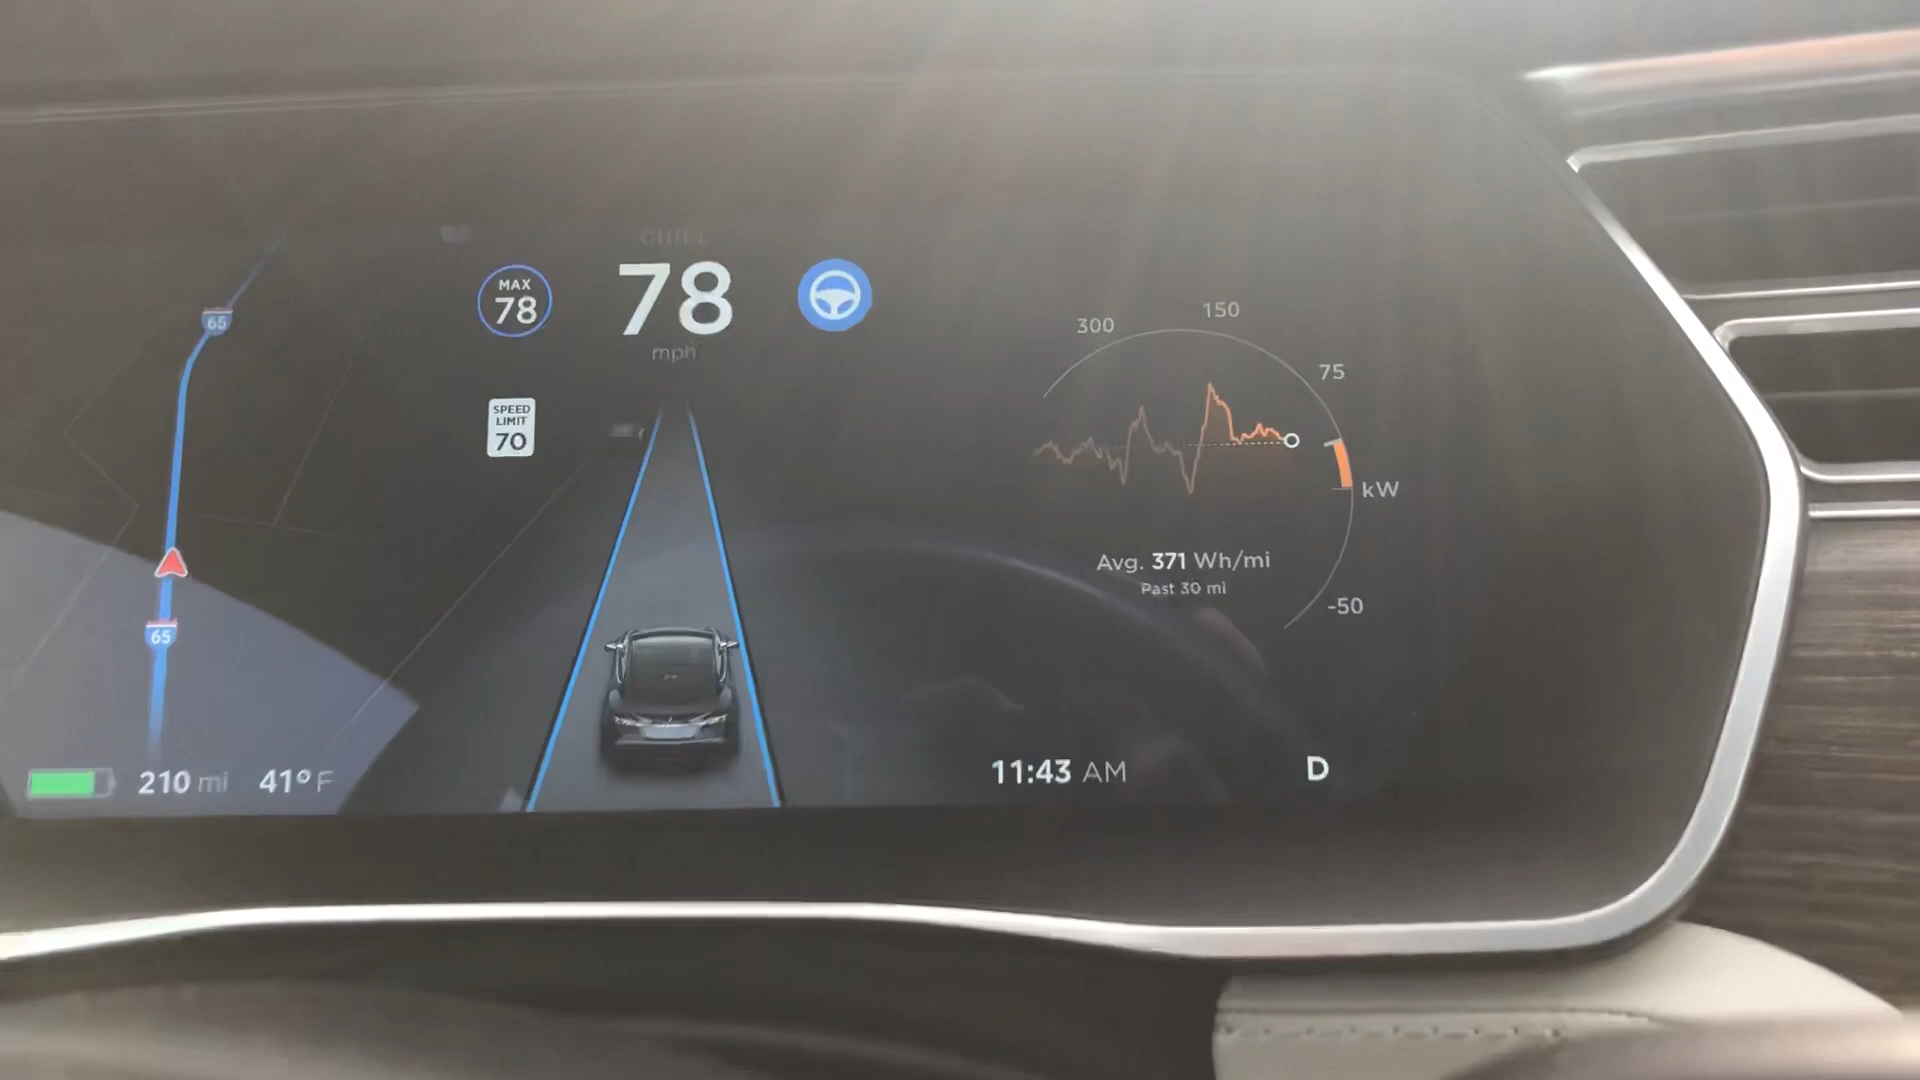 CHILL
MAX
78
78
mph
SPEED
LIMIT
70
65
65
210 mi
41° F
300
150
75
kW
-50
Avg. 371 Wh/mi
Past 30 mi
11:43 AM
D